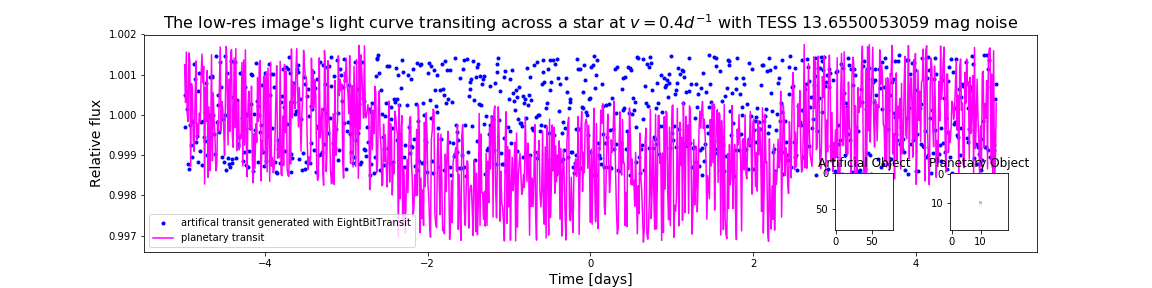 The low-res image's light curve transiting across a star at v = 0.4d⁻¹ with TESS 13.6550053059 mag noise
Relative flux
1.002
1.001
1.000
0.999
0.998
0.997
artifical transit generated with EightBitTransit
planetary transit
Artificial Object
0
50
0 50
Planetary Object
0
10
0 10
−4 −2 0 2 4
Time [days]